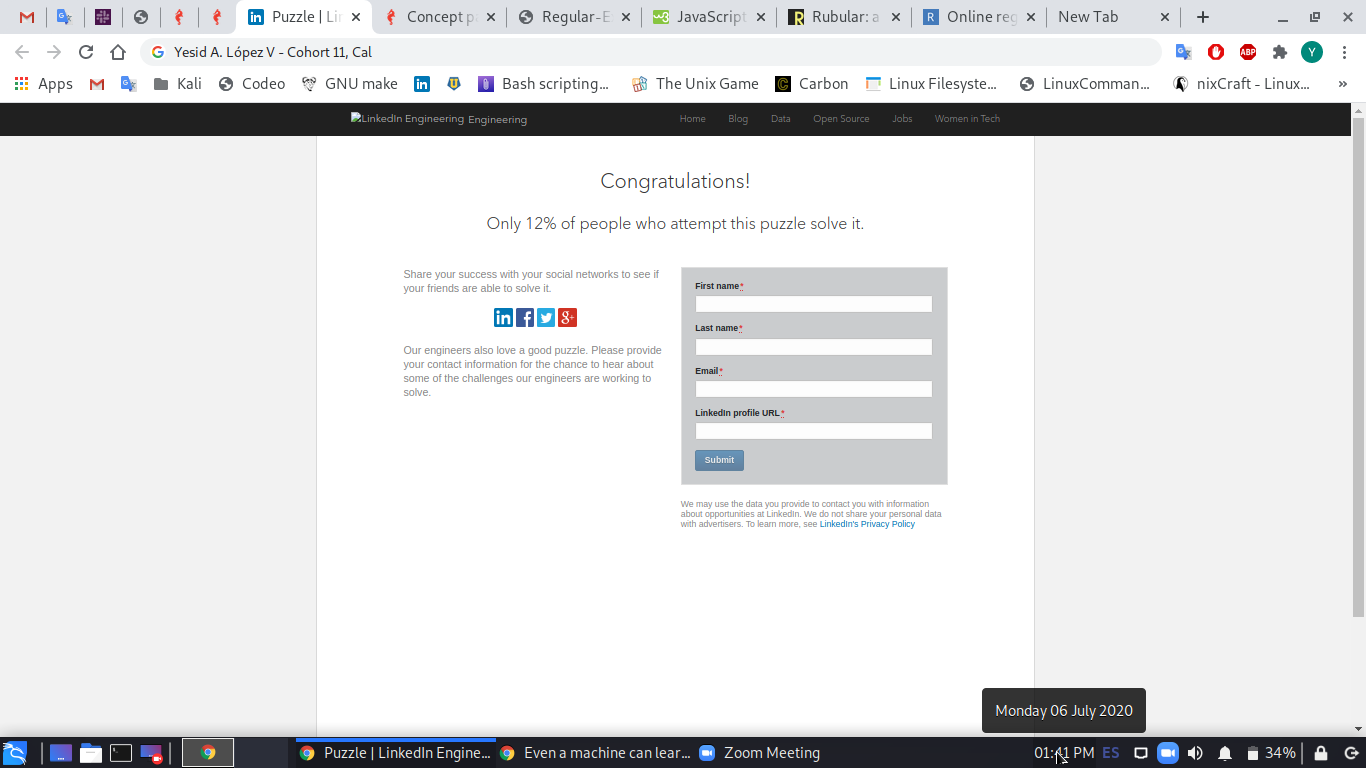 Puzzle | Li
Concept p
Regular-E
JavaScript
Rubular: a
Online reg
New Tab
Yesid A. López V - Cohort 11, Cal
ABP
Y
Apps
Kali
Codeo
GNU make
Bash scripting...
The Unix Game
Carbon
Linux Filesyste...
LinuxComman...
nixCraft - Linux...
LinkedIn Engineering Engineering
Home
Blog
Data
Open Source
Jobs
Women in Tech
Congratulations!
Only 12% of people who attempt this puzzle solve it.
Share your success with your social networks to see if
your friends are able to solve it.
Our engineers also love a good puzzle. Please provide
your contact information for the chance to hear about
some of the challenges our engineers are working to
solve.
First name*
Last name*
Email*
LinkedIn profile URL*
Submit
We may use the data you provide to contact you with information
about opportunities at LinkedIn. We do not share your personal data
with advertisers. To learn more, see LinkedIn's Privacy Policy
Monday 06 July 2020
Puzzle | LinkedIn Engine...
Even a machine can lear...
Zoom Meeting
01:41 PM
ES
34%